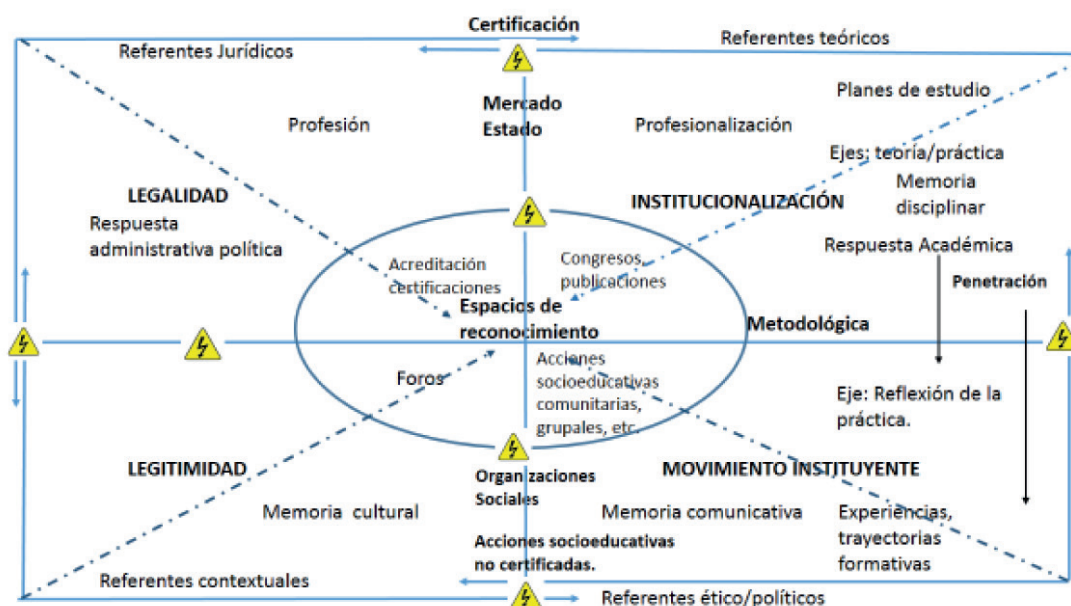 Certificación
Referentes Jurídicos
Referentes teóricos
Planes de estudio
Mercado
Estado
Profesión
Profesionalización
Ejes; teoría/práctica
Memoria
disciplinar
LEGALIDAD
INSTITUCIONALIZACIÓN
Respuesta
administrativa política
Respuesta Académica
Acreditación
certificaciones
Congresos,
publicaciones
Penetración
Espacios de
reconocimiento
Metodológica
Foros
Acciones
socioeducativas
comunitarias,
grupales, etc.
Eje: Reflexión de la
práctica.
LEGITIMIDAD
Organizaciones
Sociales
MOVIMIENTO INSTITUYENTE
Memoria cultural
Memoria comunicativa
Experiencias,
trayectorias
formativas
Acciones socioeducativas
no certificadas.
Referentes contextuales
Referentes ético/políticos